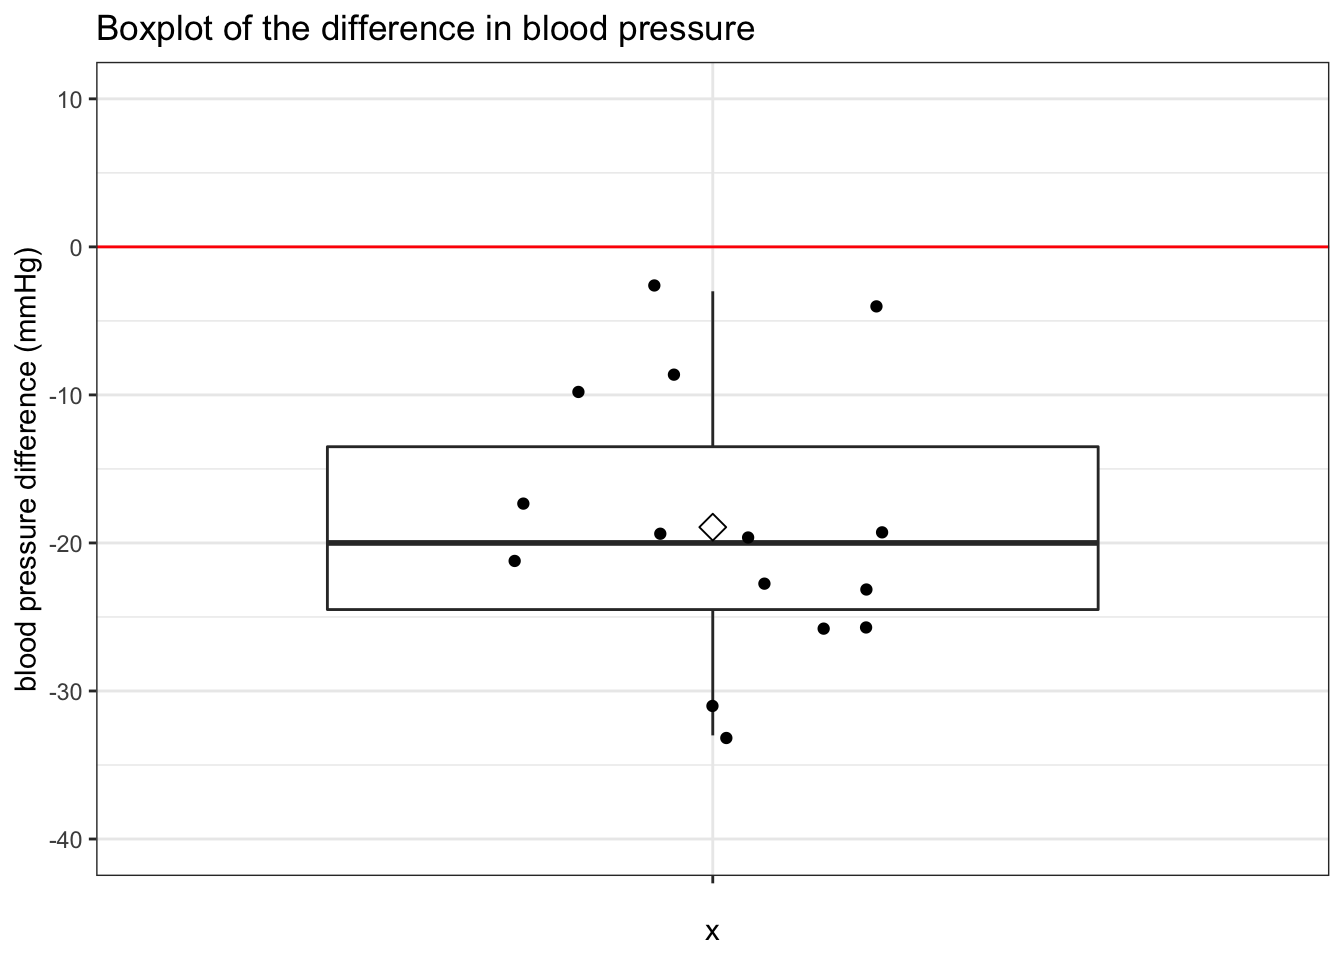 Boxplot of the difference in blood pressure
blood pressure difference (mmHg)
10
0
-10
-20
-30
-40
x